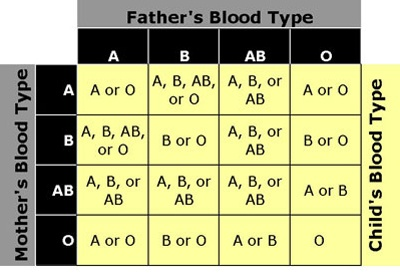 Father's Blood Type
A B AB O
Mother's Blood Type
A
A or O
A, B, AB,
or O
A, B, or
AB
A or O
B
A, B, AB,
or O
B or O
A, B, or
AB
B or O
AB
A, B, or
AB
A, B, or
AB
A, B, or
AB
A or B
O
A or O
B or O
A or B
O
Child's Blood Type